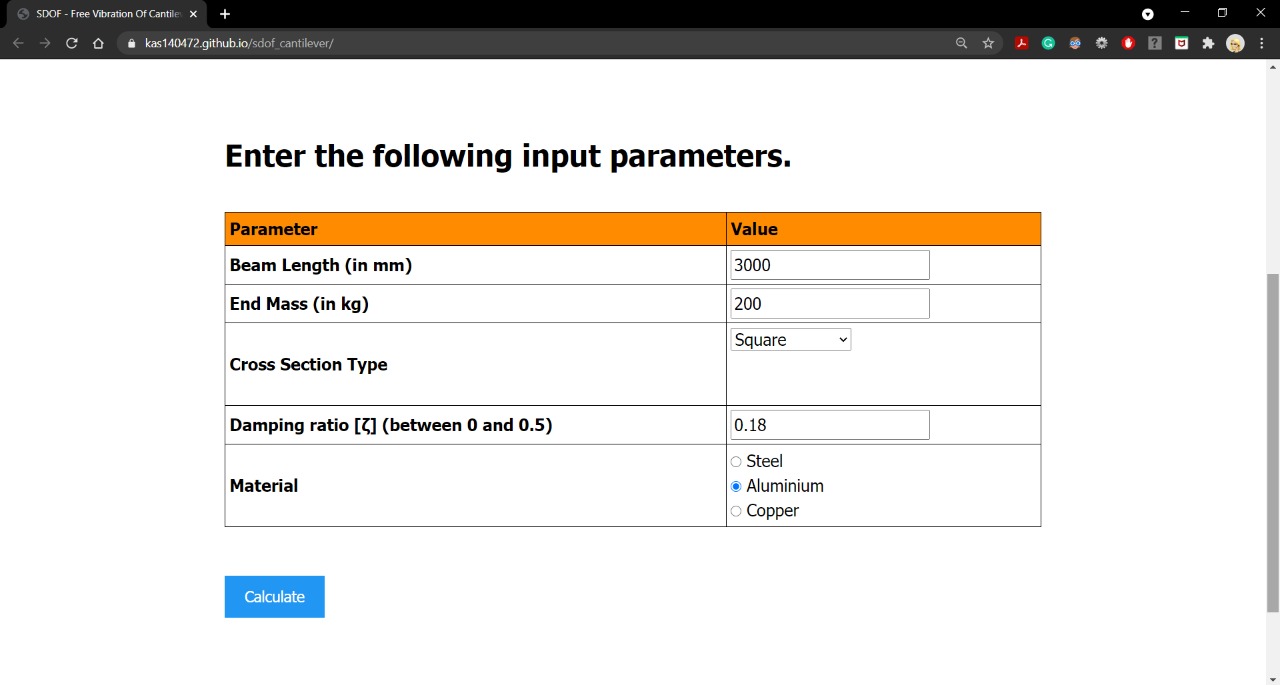 SDOF - Free Vibration Of Cantile
kas140472.github.io/sdof_cantilever/
Enter the following input parameters.
Parameter Value
Beam Length (in mm) 3000
End Mass (in kg) 200
Cross Section Type Square
Damping ratio [ζ] (between 0 and 0.5) 0.18
Material
Steel
Aluminium
Copper
Calculate